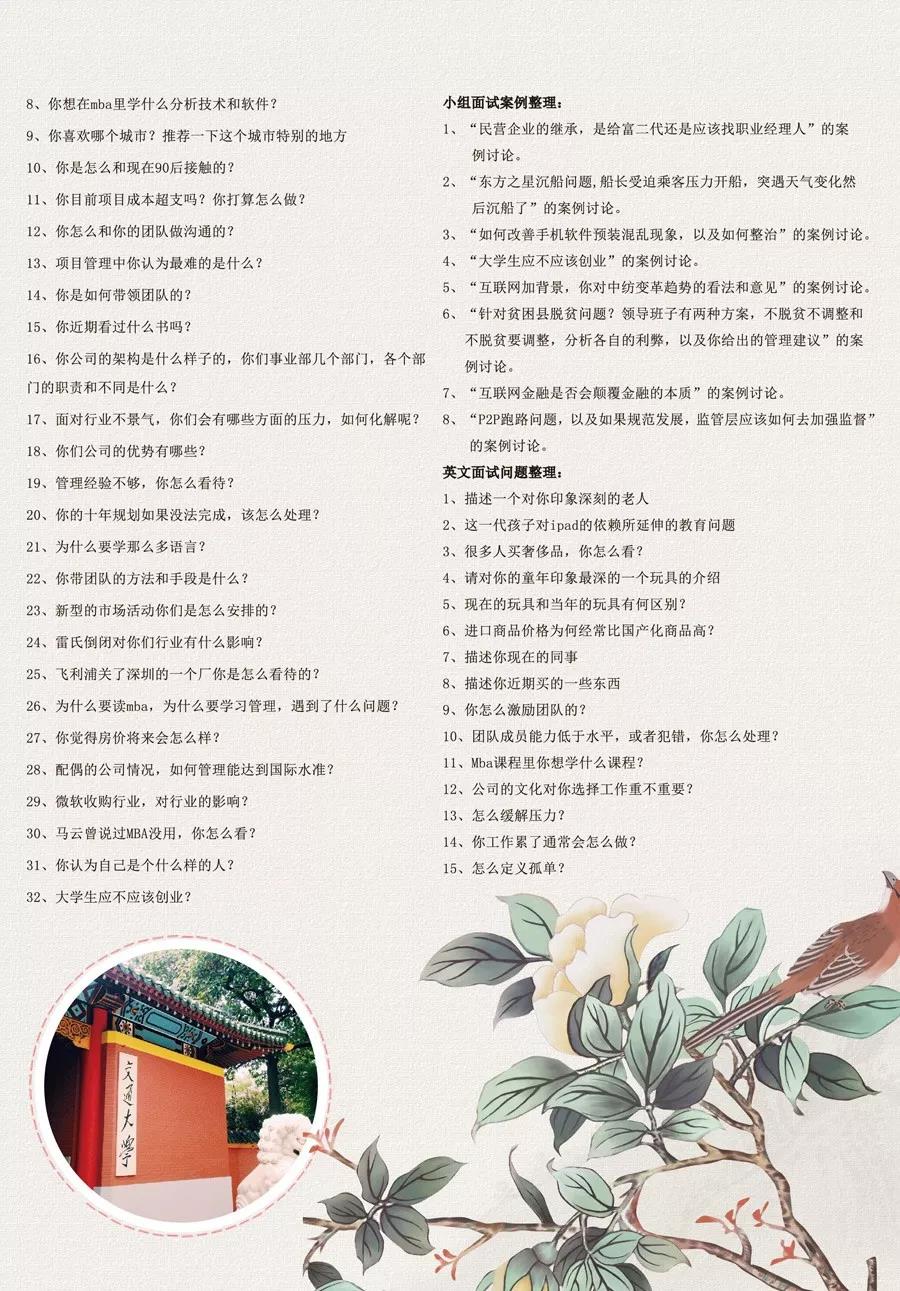 8、你想在mba里学什么分析技术和软件？
9、你喜欢哪个城市？推荐一下这个城市特别的地方
10、你是怎么和现在90后接触的？
11、你目前项目成本超支吗？你打算怎么做？
12、你怎么和你的团队做沟通的？
13、项目管理中你认为最难的是什么？
14、你是如何带领团队的？
15、你近期看过什么书吗？
16、你公司的架构是什么样子的，你们事业部几个部门，各个部
门的职责和不同是什么？
17、面对行业不景气，你们会有哪些方面的压力，如何化解呢？
18、你们公司的优势有哪些？
19、管理经验不够，你怎么看待？
20、你的十年规划如果没法完成，该怎么处理？
21、为什么要学那么多语言？
22、你带团队的方法和手段是什么？
23、新型的市场活动你们是怎么安排的？
24、雷氏倒闭对你们行业有什么影响？
25、飞利浦关了深圳的一个厂你是怎么看待的？
26、为什么要读mba，为什么要学习管理，遇到了什么问题？
27、你觉得房价将来会怎么样？
28、配偶的公司情况，如何管理能达到国际水准？
29、微软收购行业，对行业的影响？
30、马云曾说过MBA没用，你怎么看？
31、你认为自己是个什么样的人？
32、大学生应不应该创业？
小组面试案例整理：
1、“民营企业的继承，是给富二代还是应该找职业经理人”的案
例讨论。
2、“东方之星沉船问题,船长受迫乘客压力开船，突遇天气变化然
后沉船了”的案例讨论。
3、“如何改善手机软件预装混乱现象，以及如何整治”的案例讨论。
4、“大学生应不应该创业”的案例讨论。
5、“互联网加背景，你对中纺变革趋势的看法和意见”的案例讨论。
6、“针对贫困县脱贫问题？领导班子有两种方案，不脱贫不调整和
不脱贫要调整，分析各自的利弊，以及你给出的管理建议”的案
例讨论。
7、“互联网金融是否会颠覆金融的本质”的案例讨论。
8、“P2P跑路问题，以及如果规范发展，监管层应该如何去加强监督”
的案例讨论。
英文面试问题整理：
1、描述一个对你印象深刻的老人
2、这一代孩子对ipad的依赖所延伸的教育问题
3、很多人买奢侈品，你怎么看？
4、请对你的童年印象最深的一个玩具的介绍
5、现在的玩具和当年的玩具有何区别？
6、进口商品价格为何经常比国产化商品高？
7、描述你现在的同事
8、描述你近期买的一些东西
9、你怎么激励团队的？
10、团队成员能力低于水平，或者犯错，你怎么处理？
11、Mba课程里你想学什么课程？
12、公司的文化对你选择工作重不重要？
13、怎么缓解压力？
14、你工作累了通常会怎么做？
15、怎么定义孤单？
交通大学